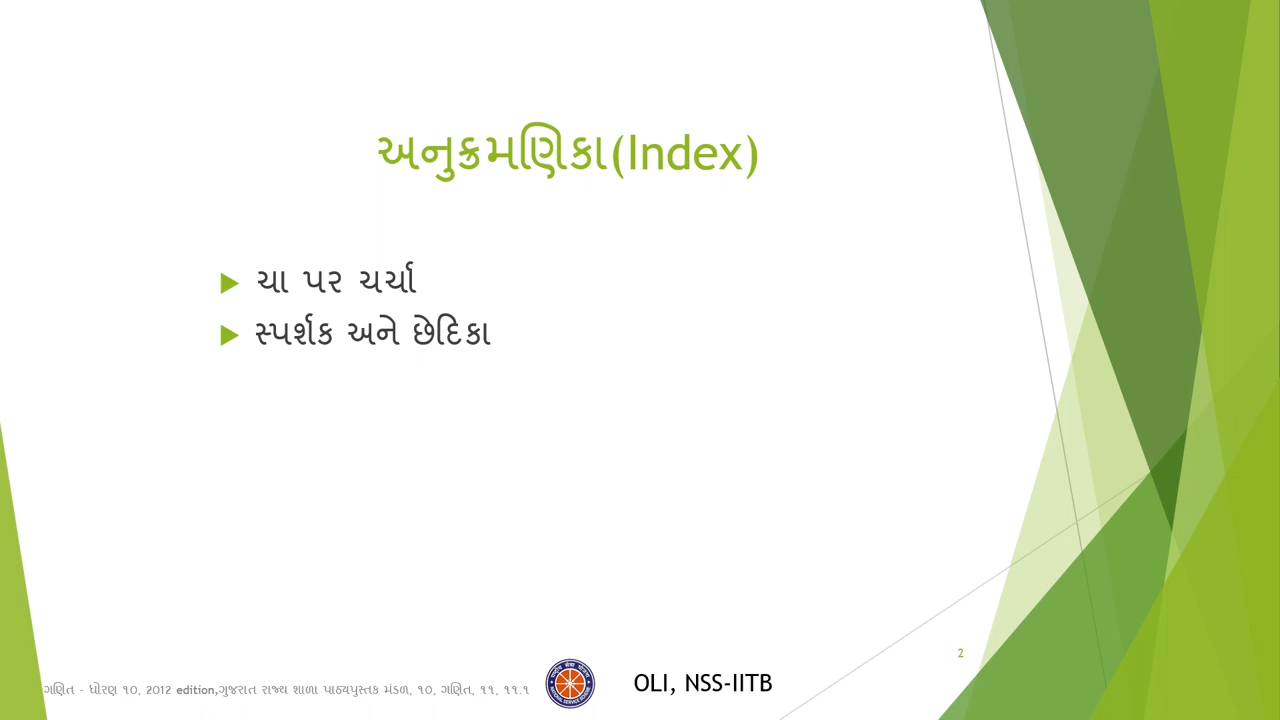 અનુક્રમણિકા(Index)
ચા પર ચર્ચા
સ્પર્શક અને છેદિકા
2
ગણિત - ધોરણ ૧૦, 2012 edition,ગુજરાત રાજ્ય શાળા પાઠ્યપુસ્તક મંડળ, ૧૦, ગણિત, ૧૧, ૧૧.૧
OLI, NSS-IITB